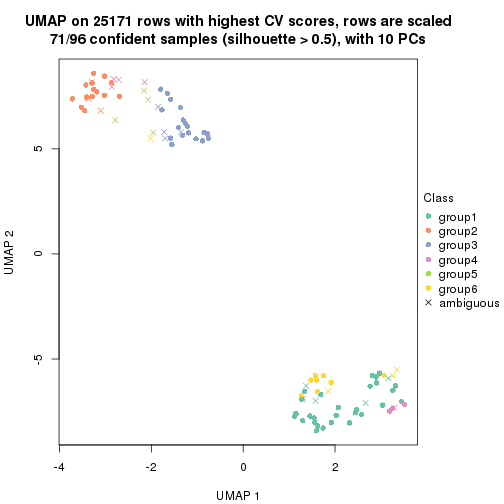 UMAP on 25171 rows with highest CV scores, rows are scaled
71/96 confident samples (silhouette > 0.5), with 10 PCs
UMAP 2
5
0
-5
-4
-2
0
2
UMAP 1
Class
group1
group2
group3
group4
group5
group6
ambiguous